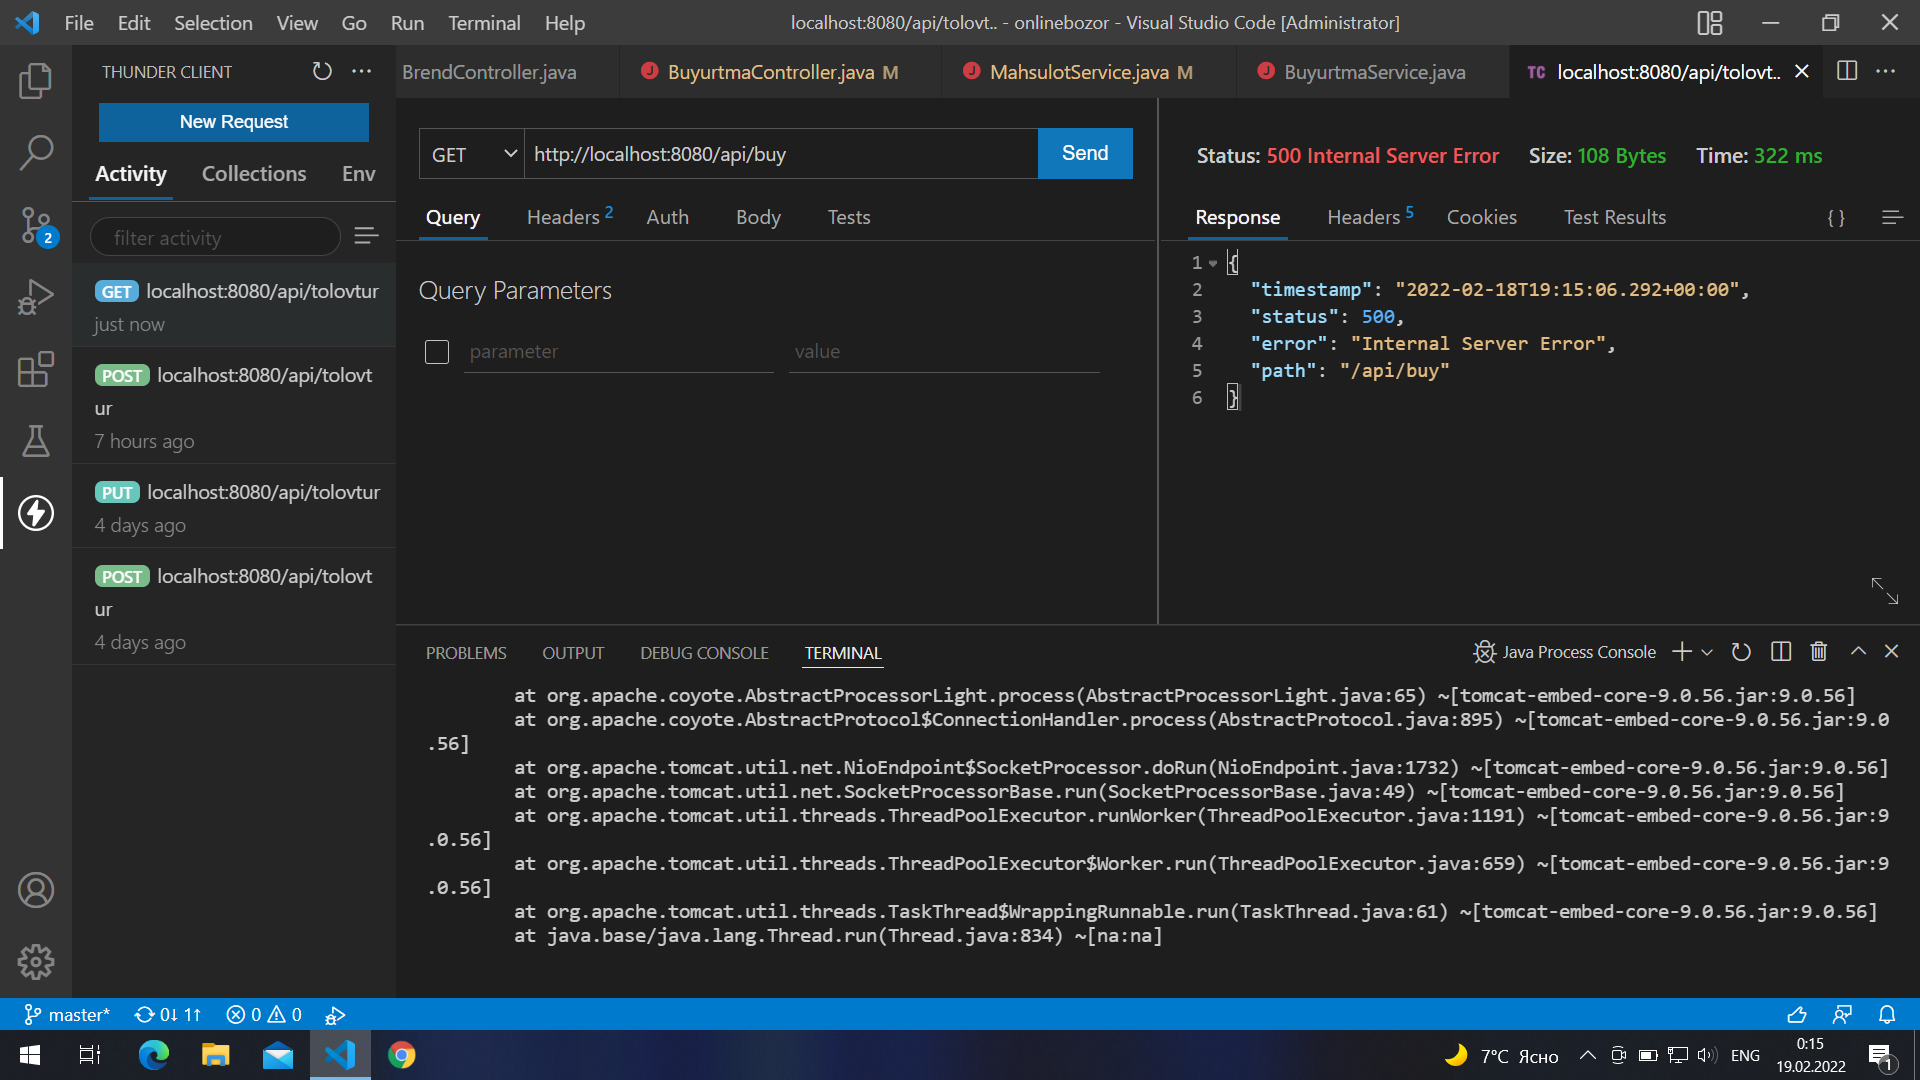 File Edit Selection View Go Run Terminal Help
localhost:8080/api/tolovt.. - onlinebozor - Visual Studio Code [Administrator]
THUNDER CLIENT
BrendController.java
BuyurtmaController.java M
MahsulotService.java M
BuyurtmaService.java
TC localhost:8080/api/tolovt..
New Request
Activity Collections Env
filter activity
GET localhost:8080/api/tolovtur
just now
POST localhost:8080/api/tolovt
ur
7 hours ago
PUT localhost:8080/api/tolovtur
4 days ago
POST localhost:8080/api/tolovt
ur
4 days ago
2
GET http://localhost:8080/api/buy Send
Query Headers 2 Auth Body Tests
Query Parameters
parameter value
Status: 500 Internal Server Error Size: 108 Bytes Time: 322 ms
Response Headers 5 Cookies Test Results { }
1 {
2 "timestamp": "2022-02-18T19:15:06.292+00:00",
3 "status": 500,
4 "error": "Internal Server Error",
5 "path": "/api/buy"
6 }
PROBLEMS OUTPUT DEBUG CONSOLE TERMINAL
Java Process Console
at org.apache.coyote.AbstractProcessorLight.process(AbstractProcessorLight.java:65) ~[tomcat-embed-core-9.0.56.jar:9.0.56]
at org.apache.coyote.AbstractProtocol$ConnectionHandler.process(AbstractProtocol.java:895) ~[tomcat-embed-core-9.0.56.jar:9.0
.56]
at org.apache.tomcat.util.net.NioEndpoint$SocketProcessor.doRun(NioEndpoint.java:1732) ~[tomcat-embed-core-9.0.56.jar:9.0.56]
at org.apache.tomcat.util.net.SocketProcessorBase.run(SocketProcessorBase.java:49) ~[tomcat-embed-core-9.0.56.jar:9.0.56]
at org.apache.tomcat.util.threads.ThreadPoolExecutor.runWorker(ThreadPoolExecutor.java:1191) ~[tomcat-embed-core-9.0.56.jar:9
.0.56]
at org.apache.tomcat.util.threads.ThreadPoolExecutor$Worker.run(ThreadPoolExecutor.java:659) ~[tomcat-embed-core-9.0.56.jar:9
.0.56]
at org.apache.tomcat.util.threads.TaskThread$WrappingRunnable.run(TaskThread.java:61) ~[tomcat-embed-core-9.0.56.jar:9.0.56]
at java.base/java.lang.Thread.run(Thread.java:834) ~[na:na]
master* 0↓ 1↑ 0 0
7°C Ясно ENG
0:15
19.02.2022
1